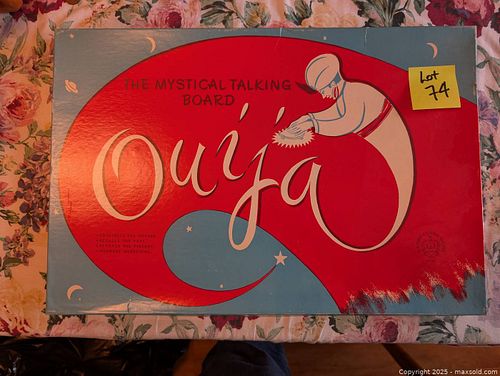 THE MYSTICAL TALKING
BOARD
Ouija
Lot
74
Copyright 2025 - maxsold.com